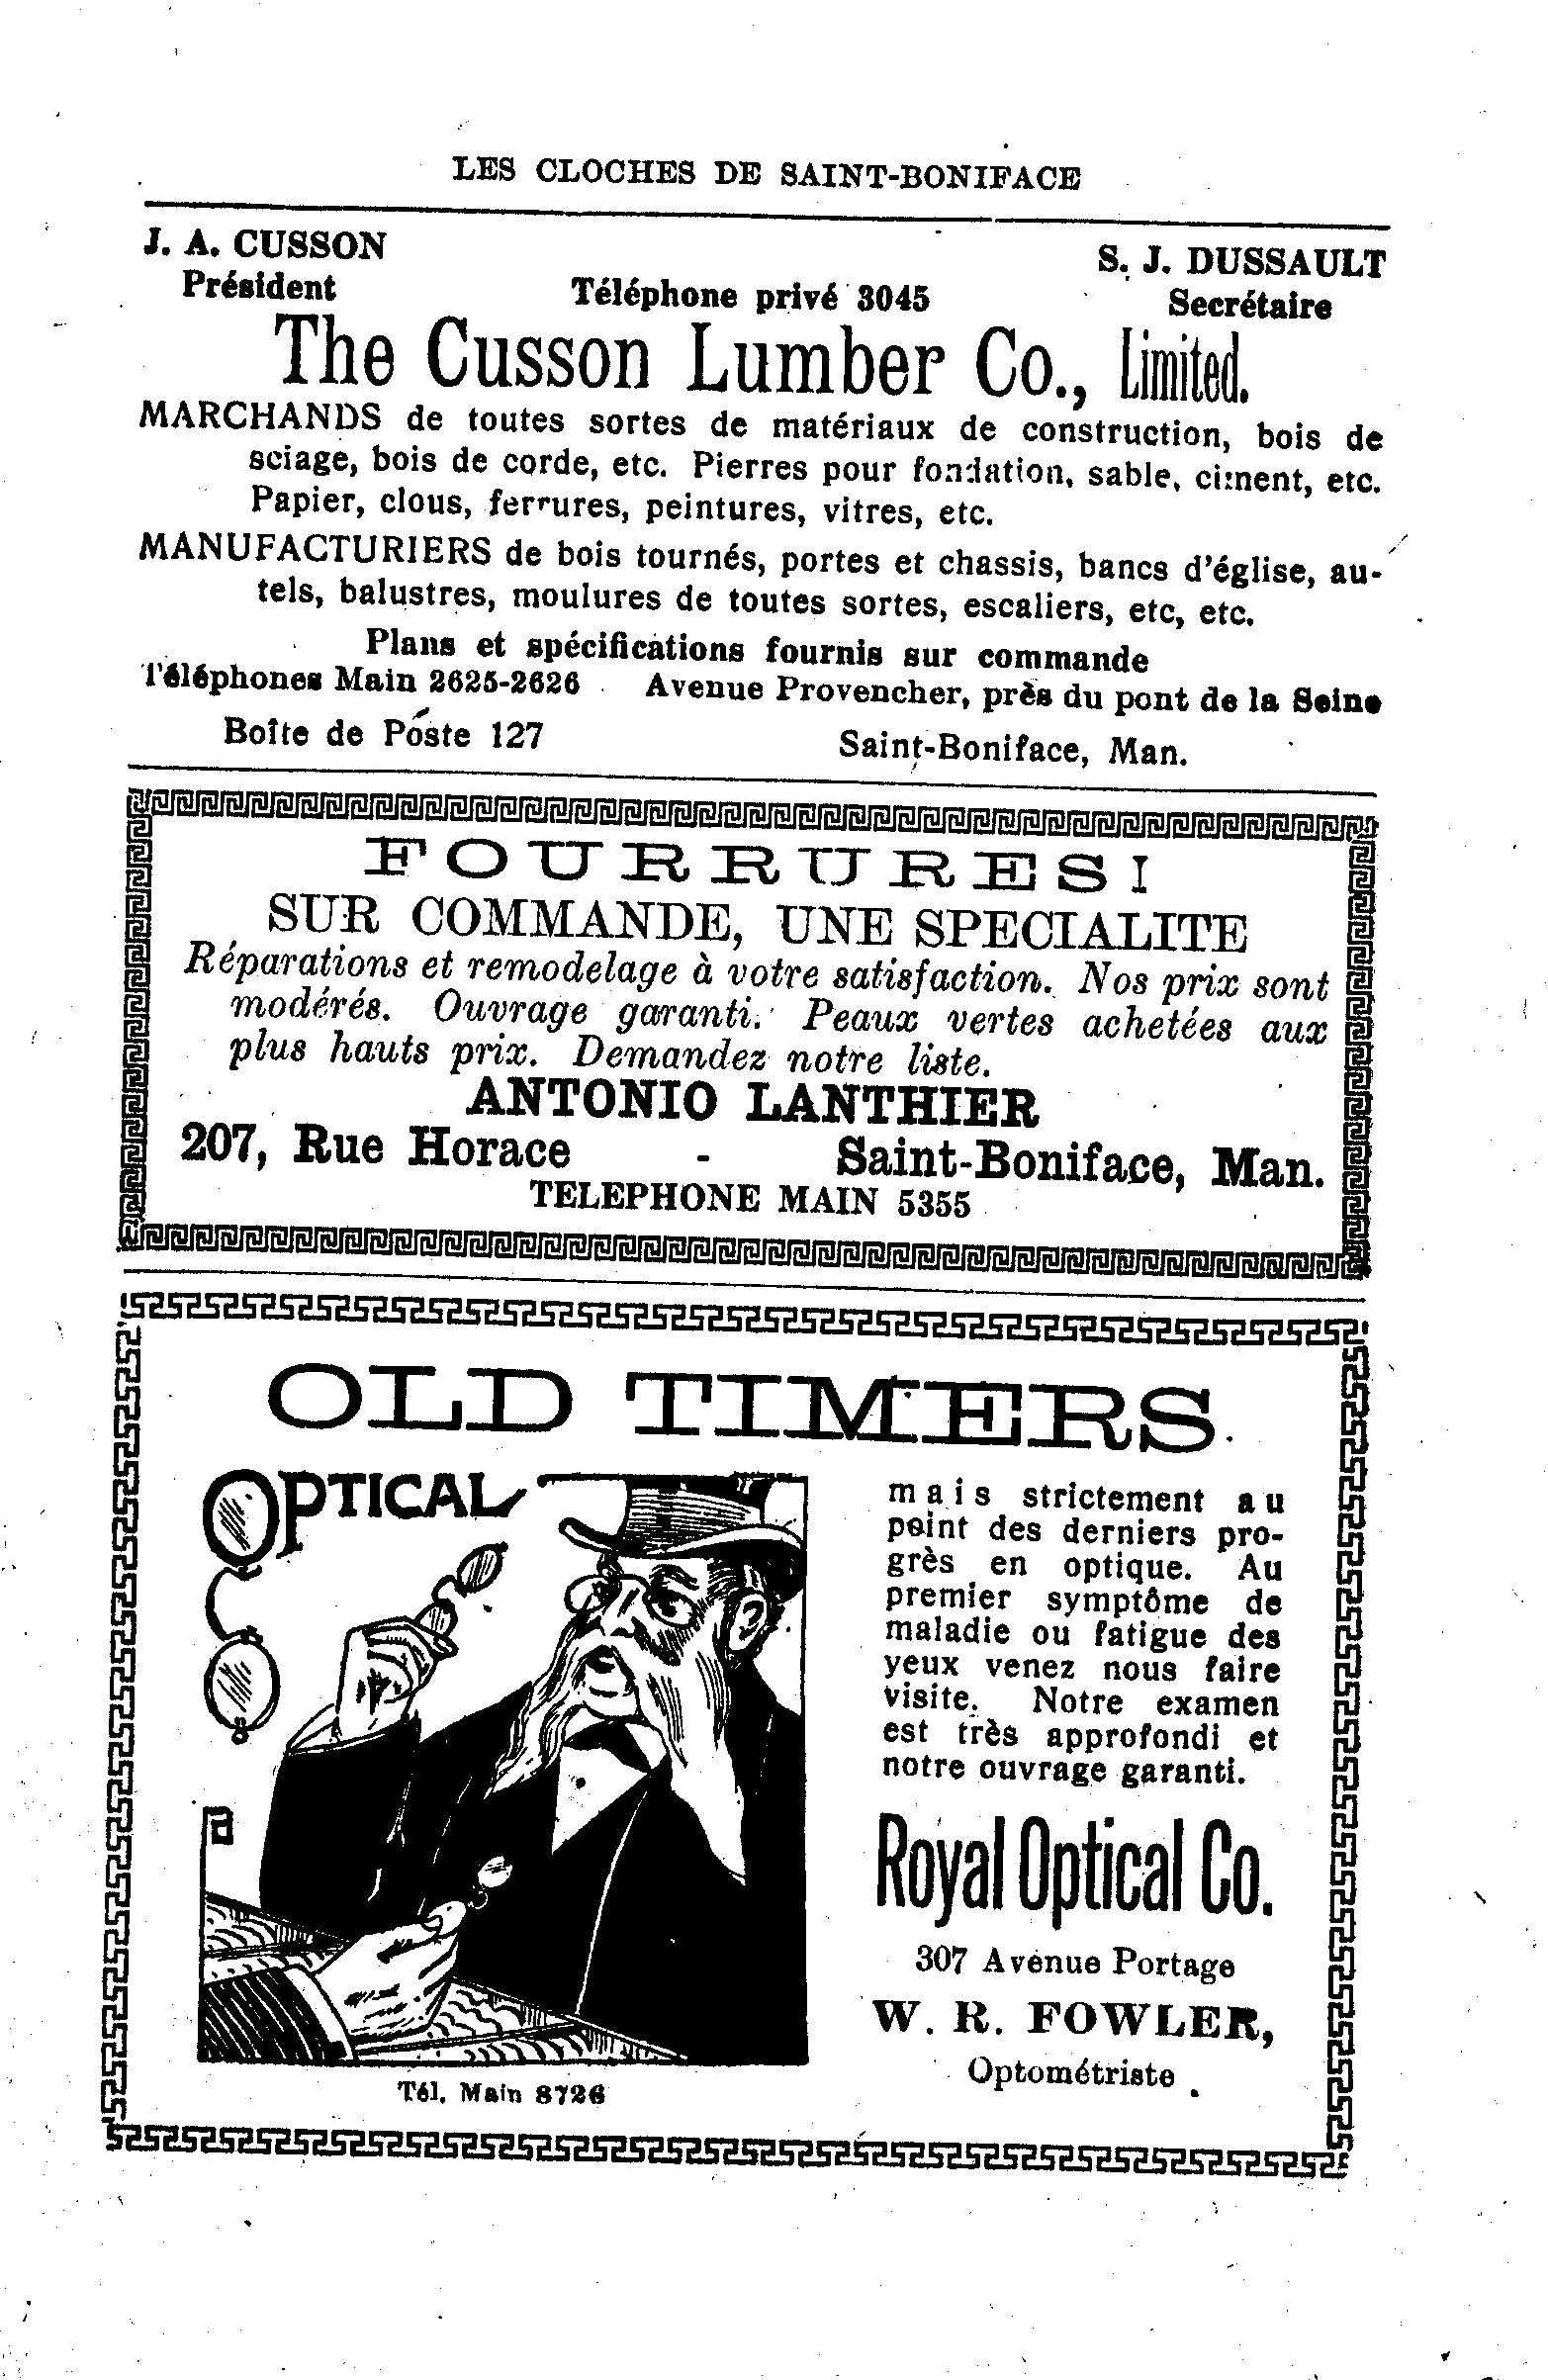 LES CLOCHES DE SAINT-BONIFACE
J. A. CUSSON
Président
S. J. DUSSAULT
Secrétaire
Téléphone privé 3045
The Cusson Lumber Co., Limited.
MARCHANDS de toutes sortes de matériaux de construction, bois de
sciage, bois de corde, etc. Pierres pour fondation, sable, ciment, etc.
Papier, clous, ferrures, peintures, vitres, etc.
MANUFACTURIERS de bois tournés, portes et chassis, bancs d'église, au-
tels, balustres, moulures de toutes sortes, escaliers, etc, etc.
Plans et spécifications fournis sur commande
Téléphones Main 2625-2626 Avenue Provencher, près du pont de la Seine
Boîte de Poste 127 Saint-Boniface, Man.
FOURRURES!
SUR COMMANDE, UNE SPECIALITE
Réparations et remodelage à votre satisfaction. Nos prix sont
modérés. Ouvrage garanti. Peaux vertes achetées aux
plus hauts prix. Demandez notre liste.
ANTONIO LANTHIER
207, Rue Horace - Saint-Boniface, Man.
TELEPHONE MAIN 5355
OLD TIMERS.
OPTICAL
Tél. Main 8726
mais strictement au
point des derniers pro-
grès en optique. Au
premier symptôme de
maladie ou fatigue des
yeux venez nous faire
visite. Notre examen
est très approfondi et
notre ouvrage garanti.
Royal Optical Co.
307 Avenue Portage
W. R. FOWLER,
Optométriste